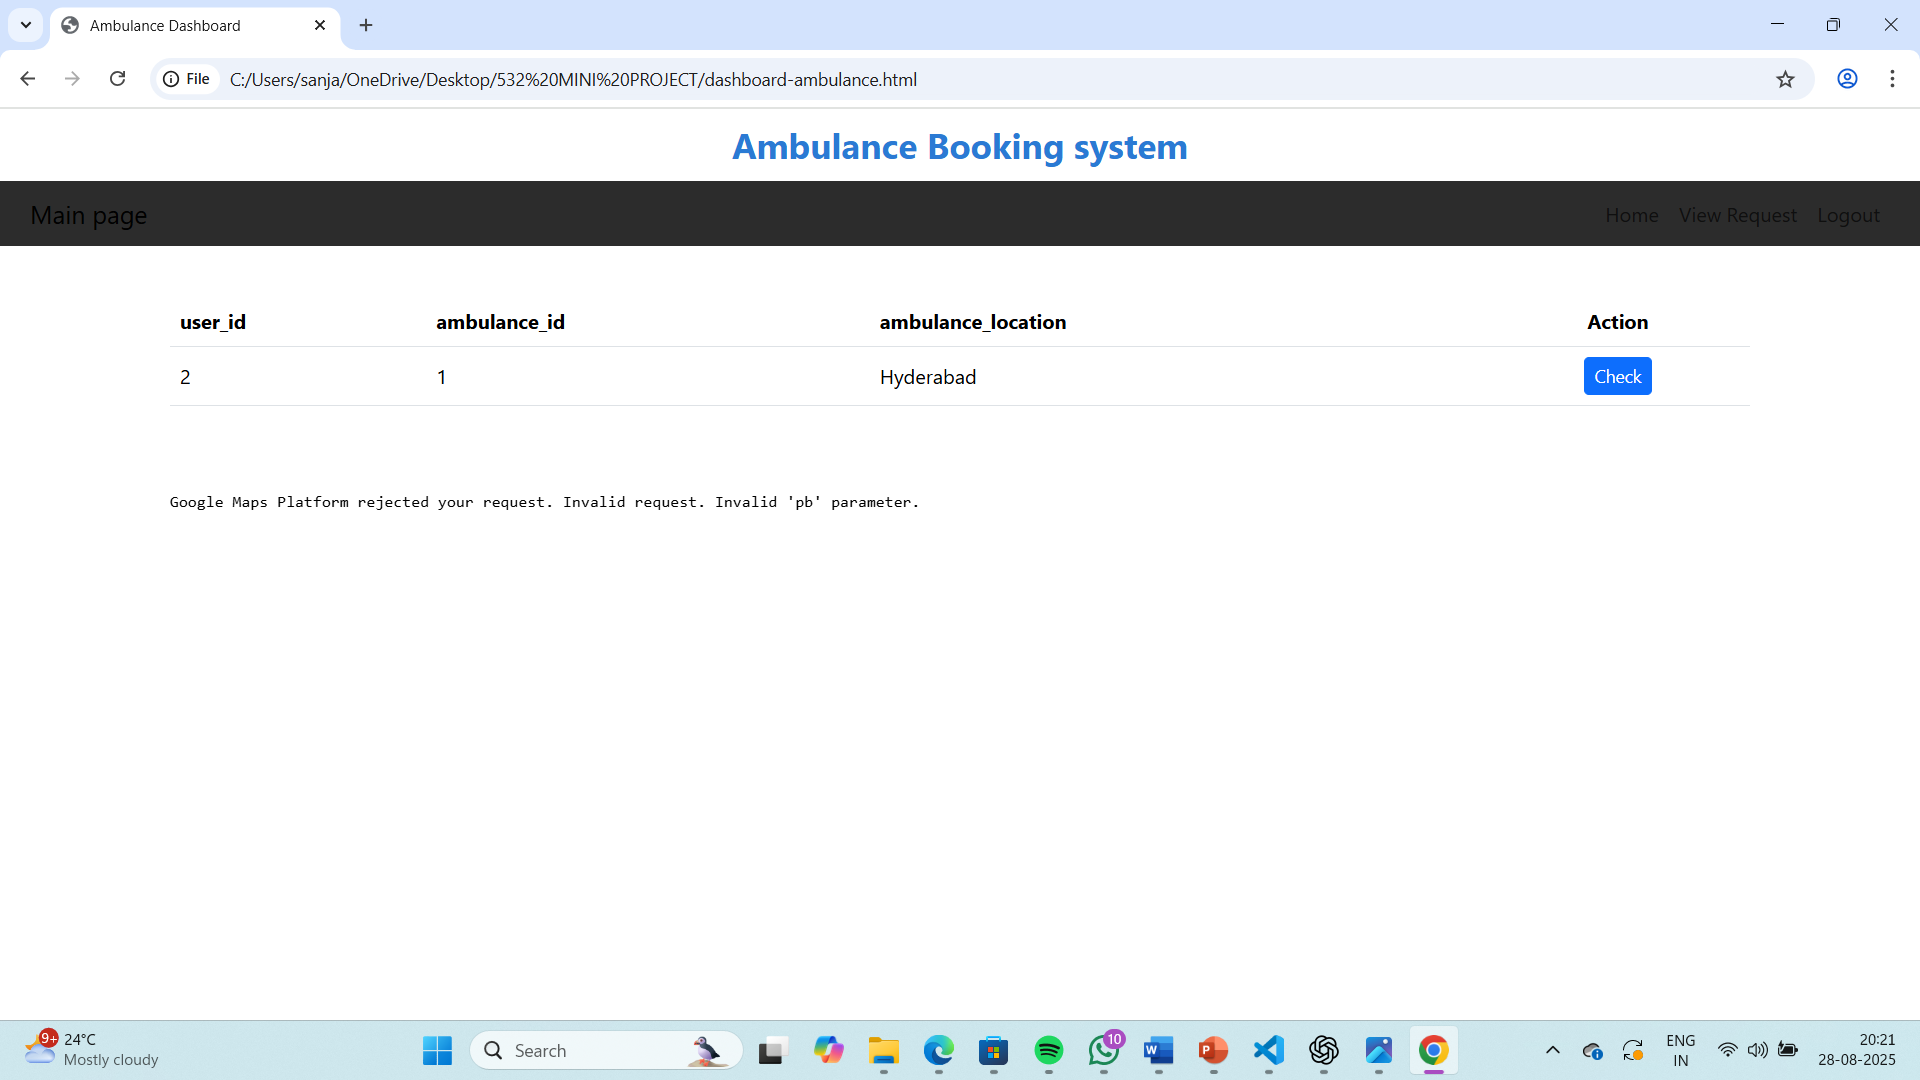 Ambulance Dashboard
File C:/Users/sanja/OneDrive/Desktop/532%20MINI%20PROJECT/dashboard-ambulance.html
Ambulance Booking system
Main page Home View Request Logout
user_id ambulance_id ambulance_location Action
2 1 Hyderabad Check
Google Maps Platform rejected your request. Invalid request. Invalid 'pb' parameter.
9+ 24°C
Mostly cloudy
Search
10
W
P
ENG
IN
20:21
28-08-2025